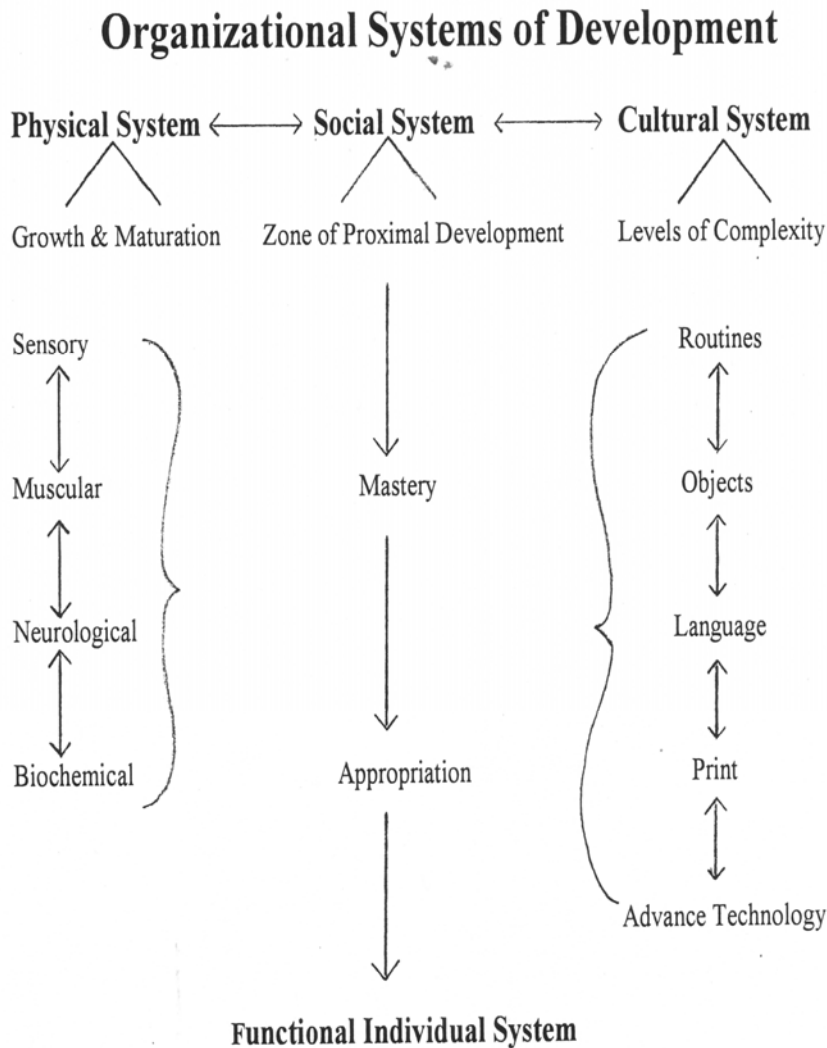 Organizational Systems of Development
Physical System Social System Cultural System
Growth & Maturation Zone of Proximal Development Levels of Complexity
Sensory Routines
Muscular Mastery Objects
Neurological Language
Biochemical Appropriation Print
Advance Technology
Functional Individual System